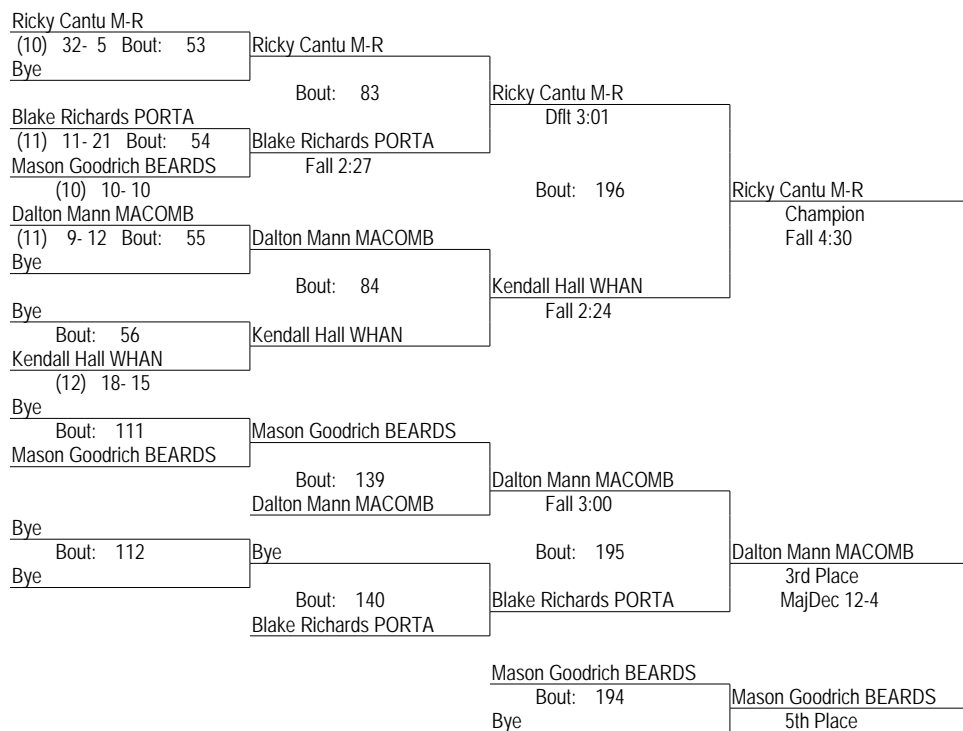 Ricky Cantu M-R
(10) 32- 5 Bout: 53
Ricky Cantu M-R
Bye
Bout: 83
Ricky Cantu M-R
Dflt 3:01
Blake Richards PORTA
(11) 11- 21 Bout: 54
Blake Richards PORTA
Mason Goodrich BEARDS
Fall 2:27
(10) 10- 10
Bout: 196
Ricky Cantu M-R
Champion
Fall 4:30
Dalton Mann MACOMB
(11) 9- 12 Bout: 55
Dalton Mann MACOMB
Bye
Bout: 84
Kendall Hall WHAN
Fall 2:24
Bye
Bout: 56
Kendall Hall WHAN
Kendall Hall WHAN
(12) 18- 15
Bye
Bout: 111
Mason Goodrich BEARDS
Mason Goodrich BEARDS
Bout: 139
Dalton Mann MACOMB
Dalton Mann MACOMB
Fall 3:00
Bye
Bout: 112
Bye
Bye
Bout: 195
Dalton Mann MACOMB
3rd Place
MajDec 12-4
Bout: 140
Blake Richards PORTA
Blake Richards PORTA
Mason Goodrich BEARDS
Bout: 194
Mason Goodrich BEARDS
Bye
5th Place